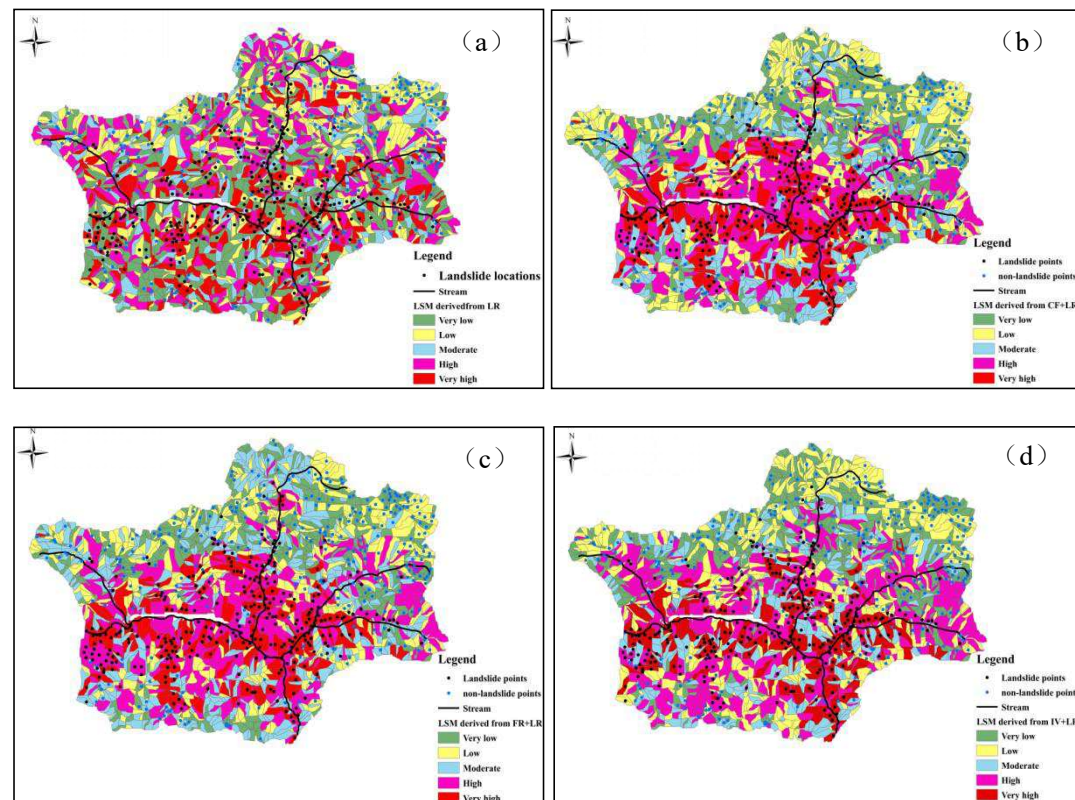 N
（a）
Legend
Landslide locations
Stream
LSM derivedfrom LR
Very low
Low
Moderate
High
Very high
N
（b）
Legend
Landslide points
non-landslide points
Stream
LSM derived from CF+LR
Very low
Low
Moderate
High
Very high
N
（c）
Legend
Landslide points
non-landslide points
Stream
LSM derived from FR+LR
Very low
Low
Moderate
High
Very high
N
（d）
Legend
Landslide points
non-landslide point
Stream
LSM derived from IV+LR
Very low
Low
Moderate
High
Very high